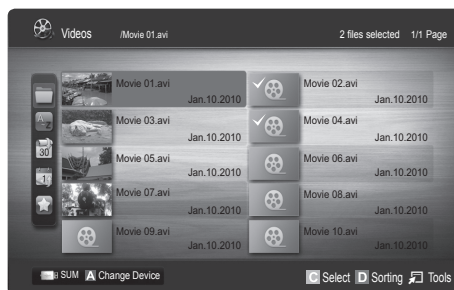 Videos /Movie 01.avi 2 files selected 1/1 Page
Movie 01.avi Movie 02.avi
Jan.10.2010 Jan.10.2010
Movie 03.avi Movie 04.avi
Jan.10.2010 Jan.10.2010
Movie 05.avi Movie 06.avi
Jan.10.2010 Jan.10.2010
Movie 07.avi Movie 08.avi
Jan.10.2010 Jan.10.2010
Movie 09.avi Movie 10.avi
Jan.10.2010 Jan.10.2010
30
SUM A Change Device C Select D Sorting Tools